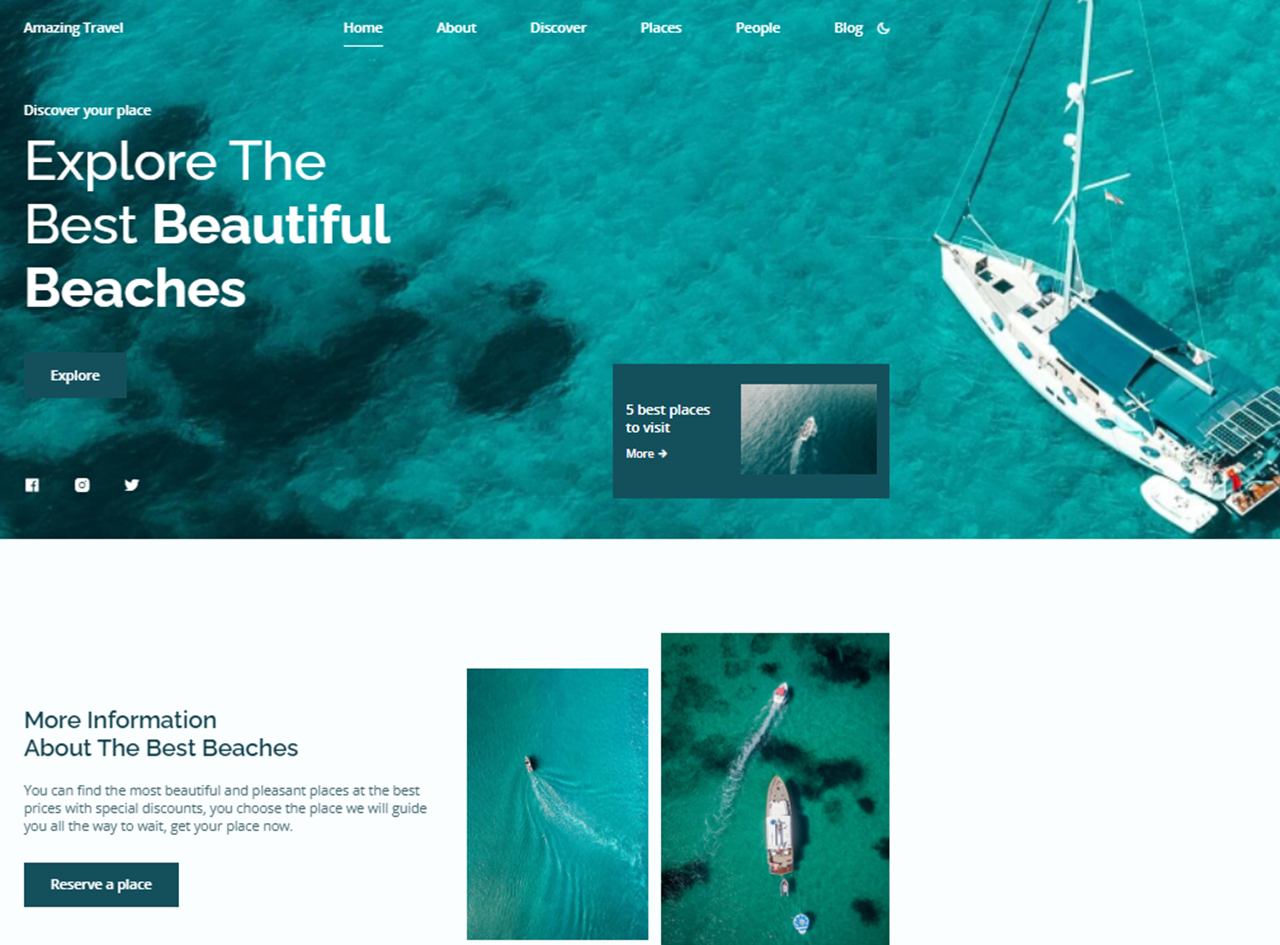 Amazing Travel
Home About Discover Places People Blog
Discover your place
Explore The
Best Beautiful
Beaches
Explore
5 best places
to visit
More →
More Information
About The Best Beaches
You can find the most beautiful and pleasant places at the best
prices with special discounts, you choose the place we will guide
you all the way to wait, get your place now.
Reserve a place